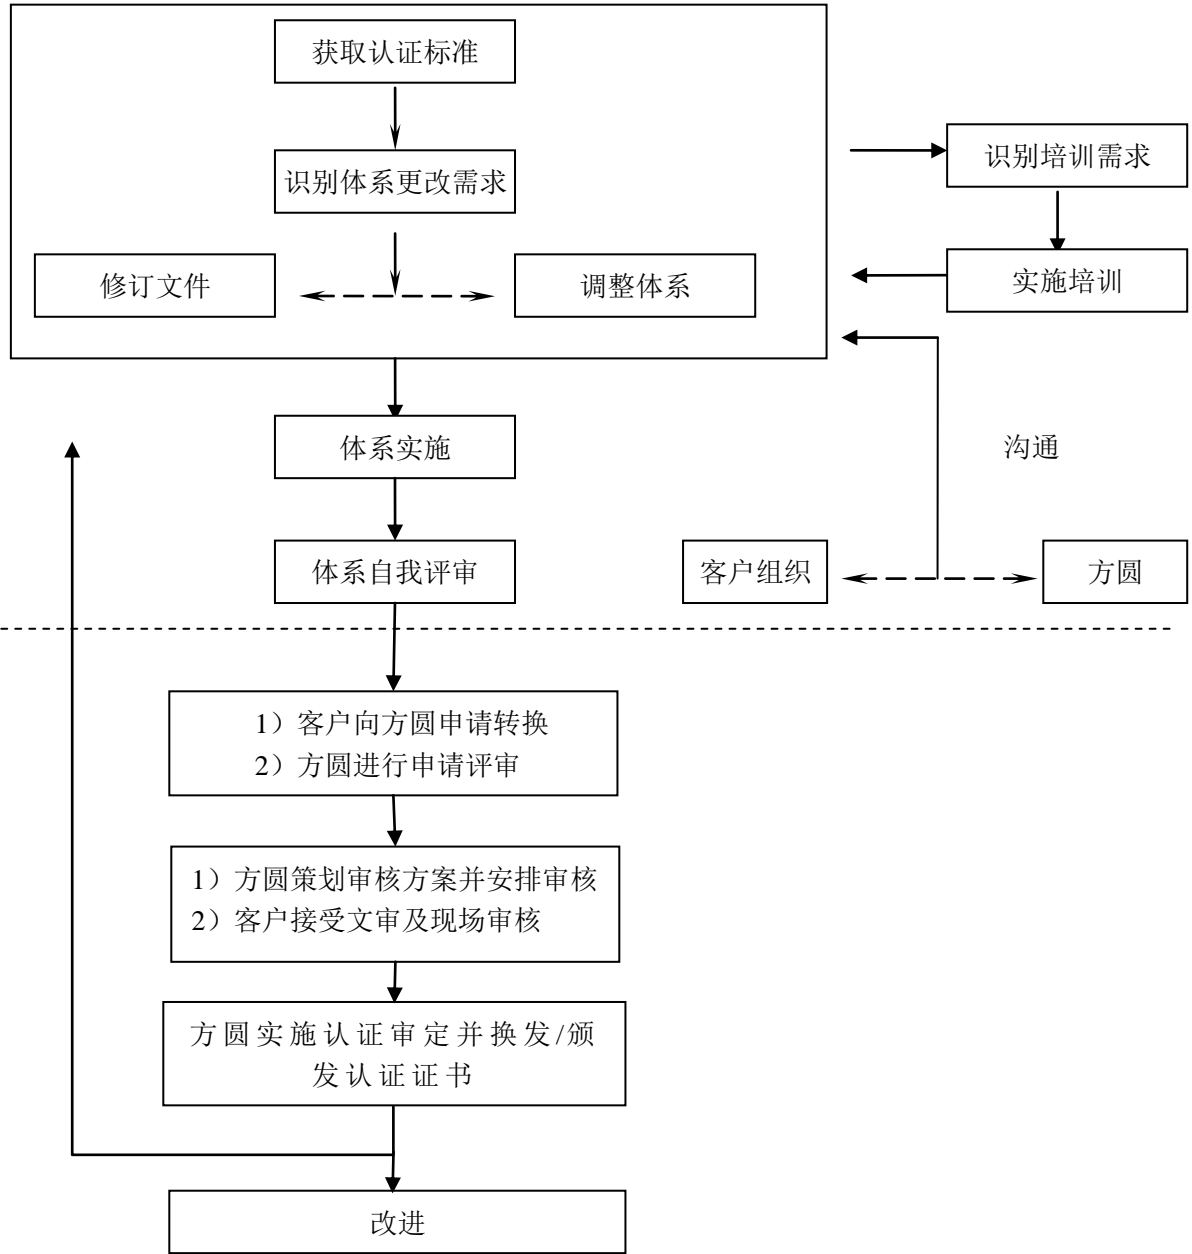 获取认证标准
识别培训需求
识别体系更改需求
修订文件
调整体系
实施培训
体系实施
沟通
体系自我评审
客户组织
方圆
1）客户向方圆申请转换
2）方圆进行申请评审
1）方圆策划审核方案并安排审核
2）客户接受文审及现场审核
方圆实施认证审定并换发/颁
发认证证书
改进